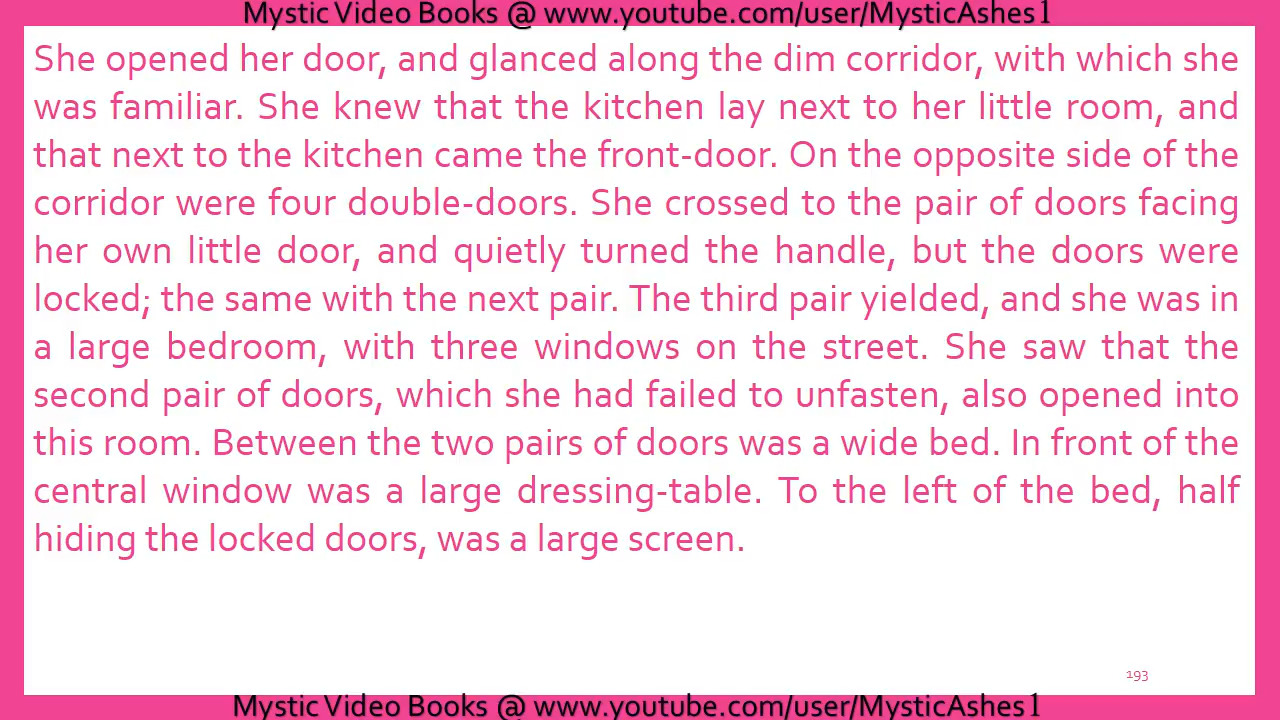 Mystic Video Books @ www.youtube.com/user/MysticAshes1
She opened her door, and glanced along the dim corridor, with which she
was familiar. She knew that the kitchen lay next to her little room, and
that next to the kitchen came the front-door. On the opposite side of the
corridor were four double-doors. She crossed to the pair of doors facing
her own little door, and quietly turned the handle, but the doors were
locked; the same with the next pair. The third pair yielded, and she was in
a large bedroom, with three windows on the street. She saw that the
second pair of doors, which she had failed to unfasten, also opened into
this room. Between the two pairs of doors was a wide bed. In front of the
central window was a large dressing-table. To the left of the bed, half
hiding the locked doors, was a large screen.
193
Mystic Video Books @ www.youtube.com/user/MysticAshes1